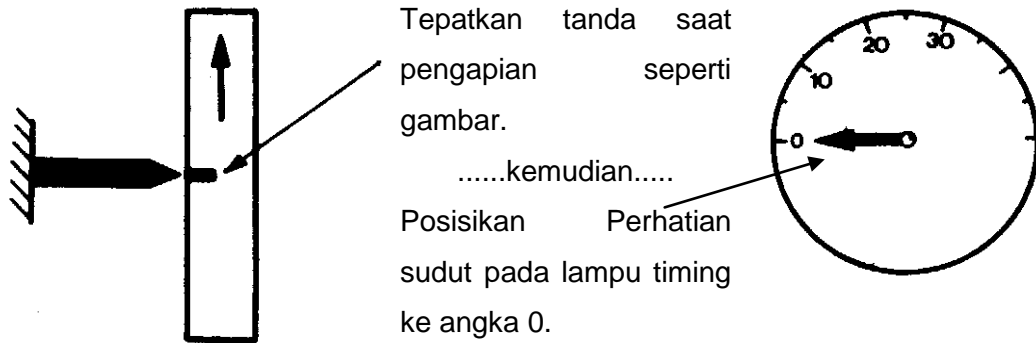 Tepatkan tanda saat
pengapian seperti
gambar.
......kemudian.....
Posisikan Perhatian
sudut pada lampu timing
ke angka 0.
0
10
20
30